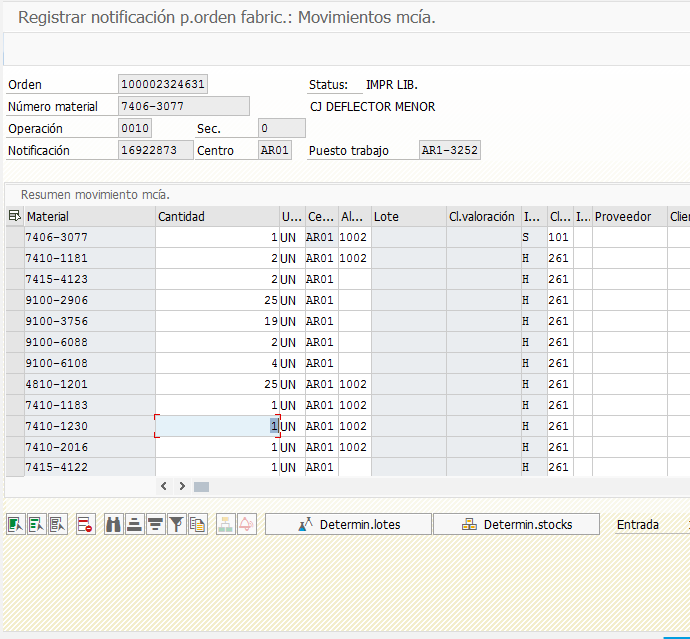 Registrar notificación p.orden fabric.: Movimientos mcía.
Orden 100002324631 Status: IMPR LIB.
Número material 7406-3077 CJ DEFLECTOR MENOR
Operación 0010 Sec. 0
Notificación 16922873 Centro AR01 Puesto trabajo AR1-3252
Resumen movimiento mcía.
Material Cantidad U... Ce... Al... Lote Cl.valoración I... Cl... I... Proveedor Clien
7406-3077 1 UN AR01 1002 S 101
7410-1181 2 UN AR01 1002 H 261
7415-4123 2 UN AR01 H 261
9100-2906 25 UN AR01 H 261
9100-3756 19 UN AR01 H 261
9100-6088 2 UN AR01 H 261
9100-6108 4 UN AR01 H 261
4810-1201 25 UN AR01 1002 H 261
7410-1183 1 UN AR01 1002 H 261
7410-1230 1 UN AR01 1002 H 261
7410-2016 1 UN AR01 1002 H 261
7415-4122 1 UN AR01 H 261
Determin.lotes Determin.stocks Entrada